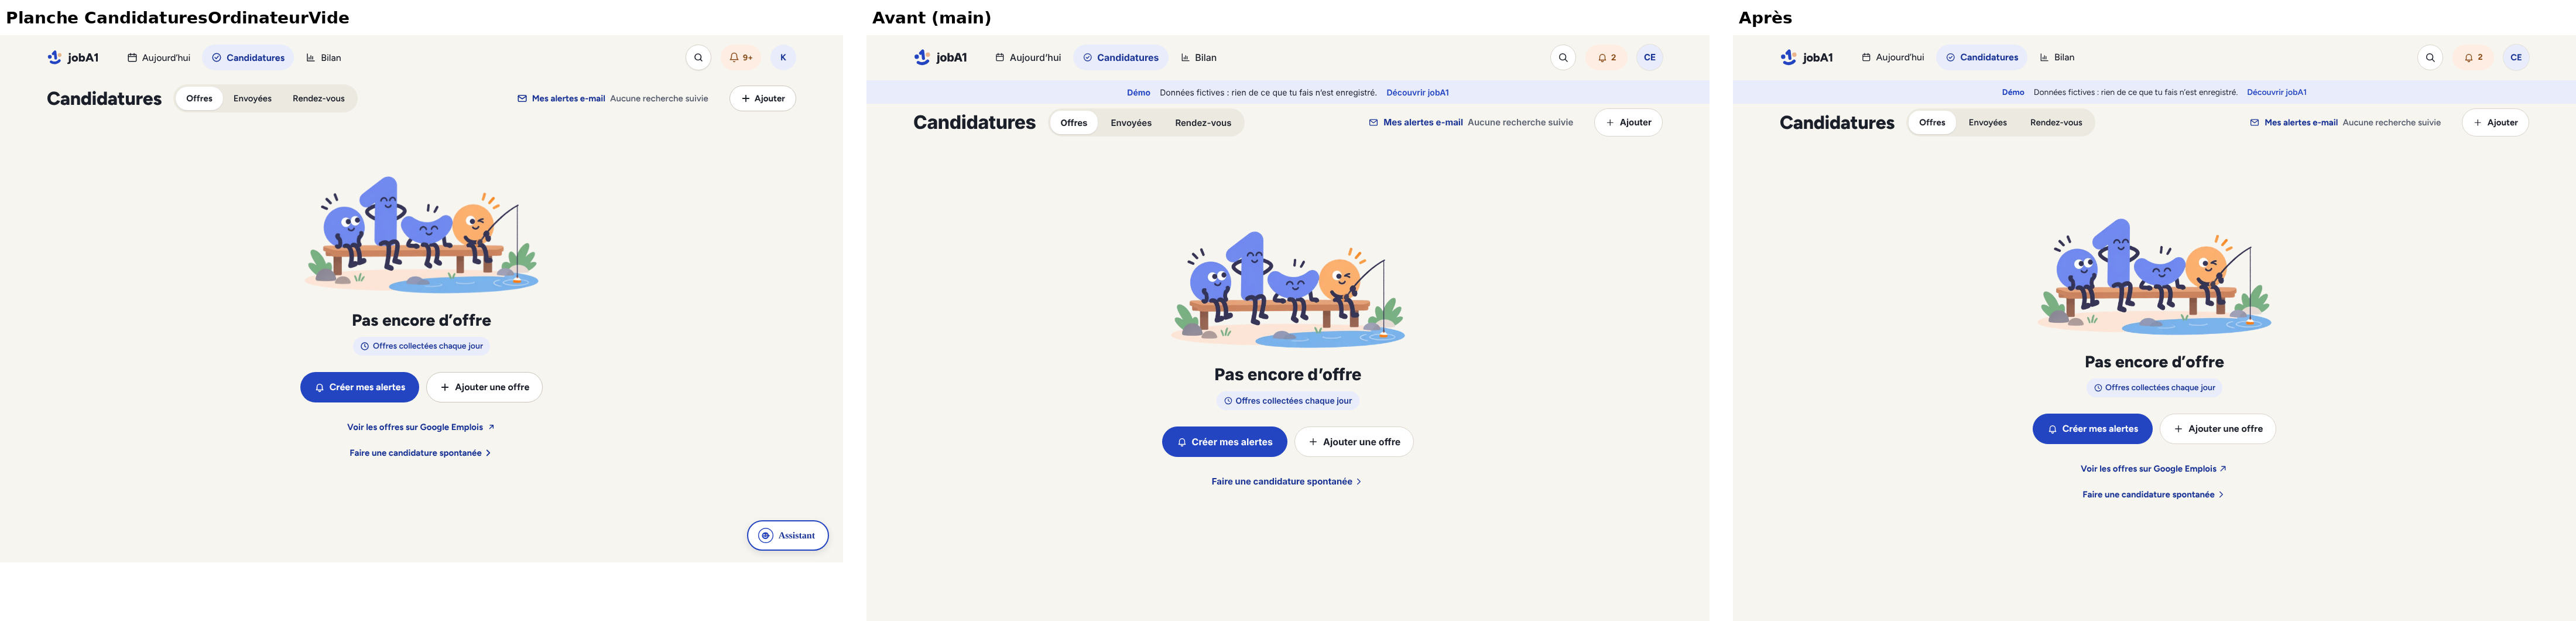 Planche CandidaturesOrdinateurVide
jobA1 Aujourd'hui Candidatures Bilan 9+ K
Candidatures Offres Envoyées Rendez-vous Mes alertes e-mail Aucune recherche suivie + Ajouter
Pas encore d’offre
Offres collectées chaque jour
Créer mes alertes + Ajouter une offre
Voir les offres sur Google Emplois
Faire une candidature spontanée
Assistant
Avant (main)
jobA1 Aujourd'hui Candidatures Bilan 2 CE
Démo Données fictives : rien de ce que tu fais n’est enregistré. Découvrir jobA1
Candidatures Offres Envoyées Rendez-vous Mes alertes e-mail Aucune recherche suivie + Ajouter
Pas encore d’offre
Offres collectées chaque jour
Créer mes alertes + Ajouter une offre
Faire une candidature spontanée
Après
jobA1 Aujourd'hui Candidatures Bilan 2 CE
Démo Données fictives : rien de ce que tu fais n’est enregistré. Découvrir jobA1
Candidatures Offres Envoyées Rendez-vous Mes alertes e-mail Aucune recherche suivie + Ajouter
Pas encore d’offre
Offres collectées chaque jour
Créer mes alertes + Ajouter une offre
Voir les offres sur Google Emplois
Faire une candidature spontanée